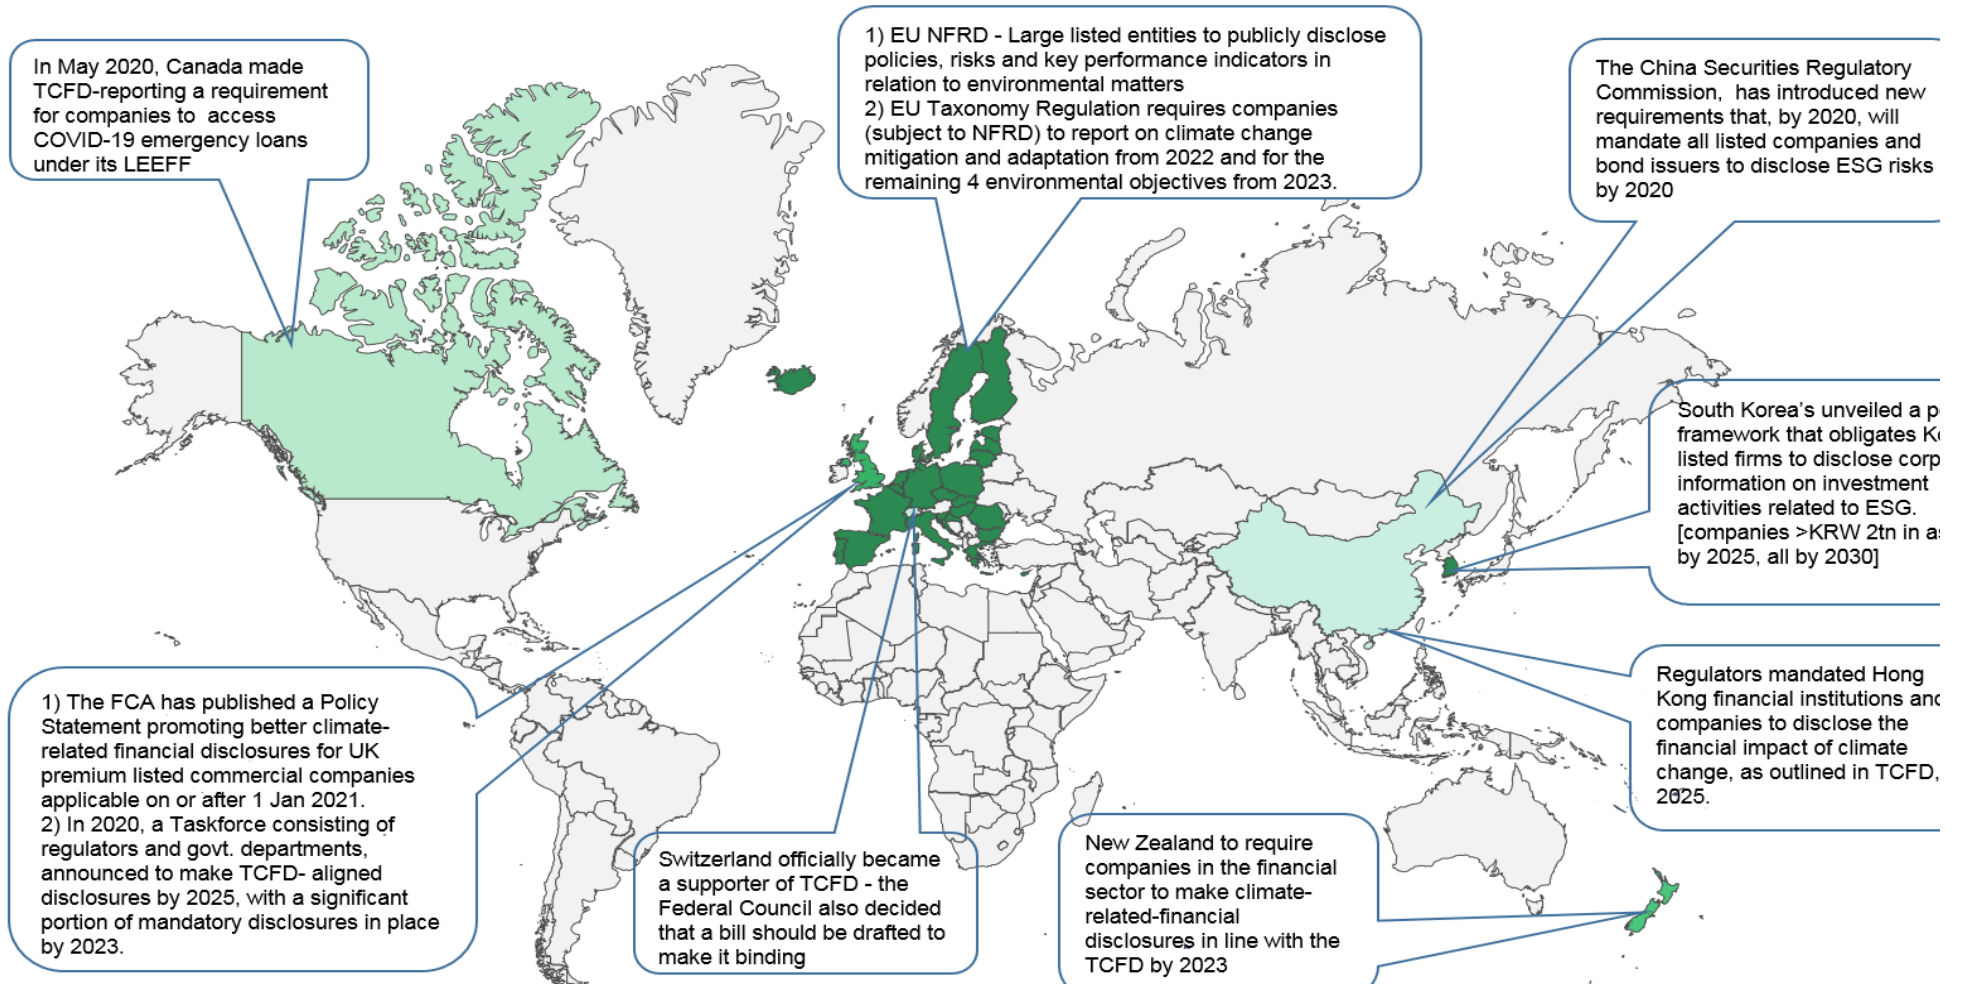 In May 2020, Canada made
TCFD-reporting a requirement
for companies to access
COVID-19 emergency loans
under its LEEFF
1) EU NFRD - Large listed entities to publicly disclose
policies, risks and key performance indicators in
relation to environmental matters
2) EU Taxonomy Regulation requires companies
(subject to NFRD) to report on climate change
mitigation and adaptation from 2022 and for the
remaining 4 environmental objectives from 2023.
The China Securities Regulatory
Commission, has introduced new
requirements that, by 2020, will
mandate all listed companies and
bond issuers to disclose ESG risks
by 2020
South Korea's unveiled a
framework that obligates
listed firms to disclose
information on investment
activities related to ESG.
[companies >KRW 2tn in
by 2025, all by 2030]
Regulators mandated Hong
Kong financial institutions and
companies to disclose the
financial impact of climate
change, as outlined in TCFD,
2025.
1) The FCA has published a Policy
Statement promoting better climate-
related financial disclosures for UK
premium listed commercial companies
applicable on or after 1 Jan 2021.
2) In 2020, a Taskforce consisting of
regulators and govt. departments,
announced to make TCFD- aligned
disclosures by 2025, with a significant
portion of mandatory disclosures in place
by 2023.
Switzerland officially became
a supporter of TCFD - the
Federal Council also decided
that a bill should be drafted to
make it binding
New Zealand to require
companies in the financial
sector to make climate-
related-financial
disclosures in line with the
TCFD by 2023